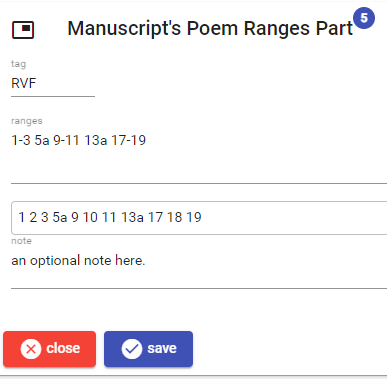 Manuscript's Poem Ranges Part 5
tag
RVF
ranges
1-3 5a 9-11 13a 17-19
1 2 3 5a 9 10 11 13a 17 18 19
note
an optional note here.
close save